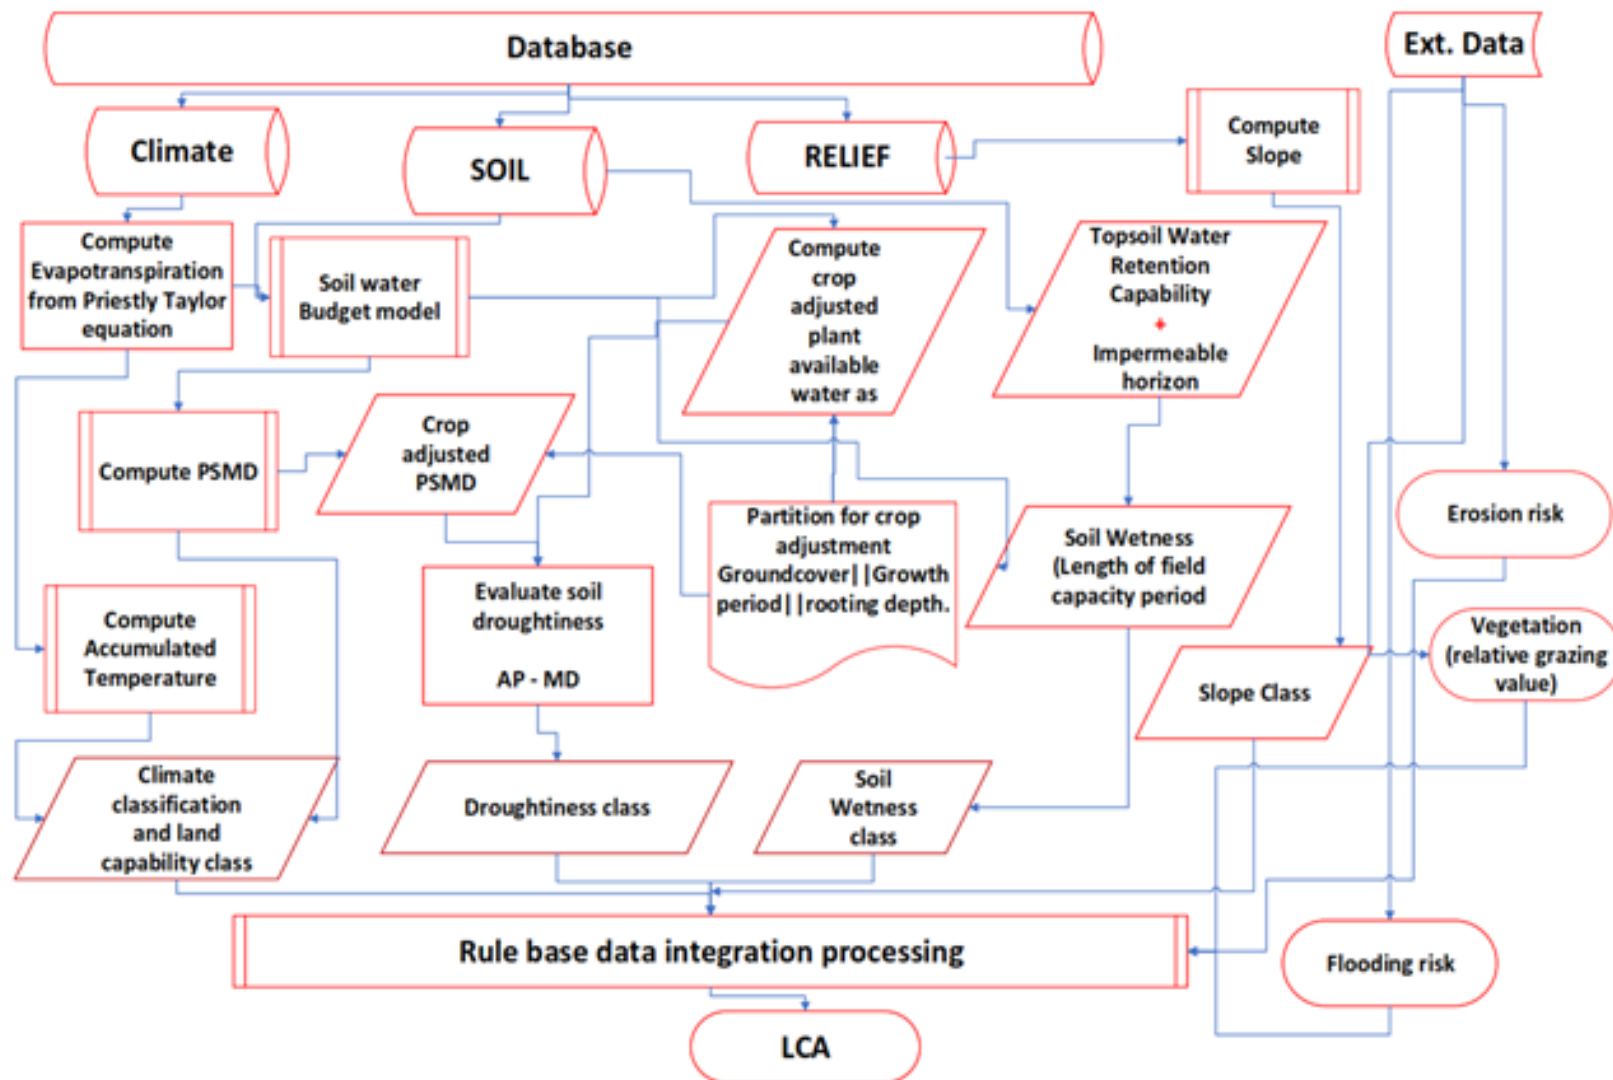 Database
Ext. Data
Climate
SOIL
RELIEF
Compute
Slope
Compute
Evapotranspiration
from Priestly Taylor
equation
Soil water
Budget model
Compute
crop
adjusted
plant
available
water as
Topsoil Water
Retention
Capability
+
Impermeable
horizon
Compute PSMD
Crop
adjusted
PSMD
Partition for crop
adjustment
Groundcover||Growth
period||rooting depth.
Soil Wetness
(Length of field
capacity period
Erosion risk
Compute
Accumulated
Temperature
Evaluate soil
droughtiness
AP - MD
Slope Class
Vegetation
(relative grazing
value)
Climate
classification
and land
capability class
Droughtiness class
Soil
Wetness
class
Rule base data integration processing
Flooding risk
LCA